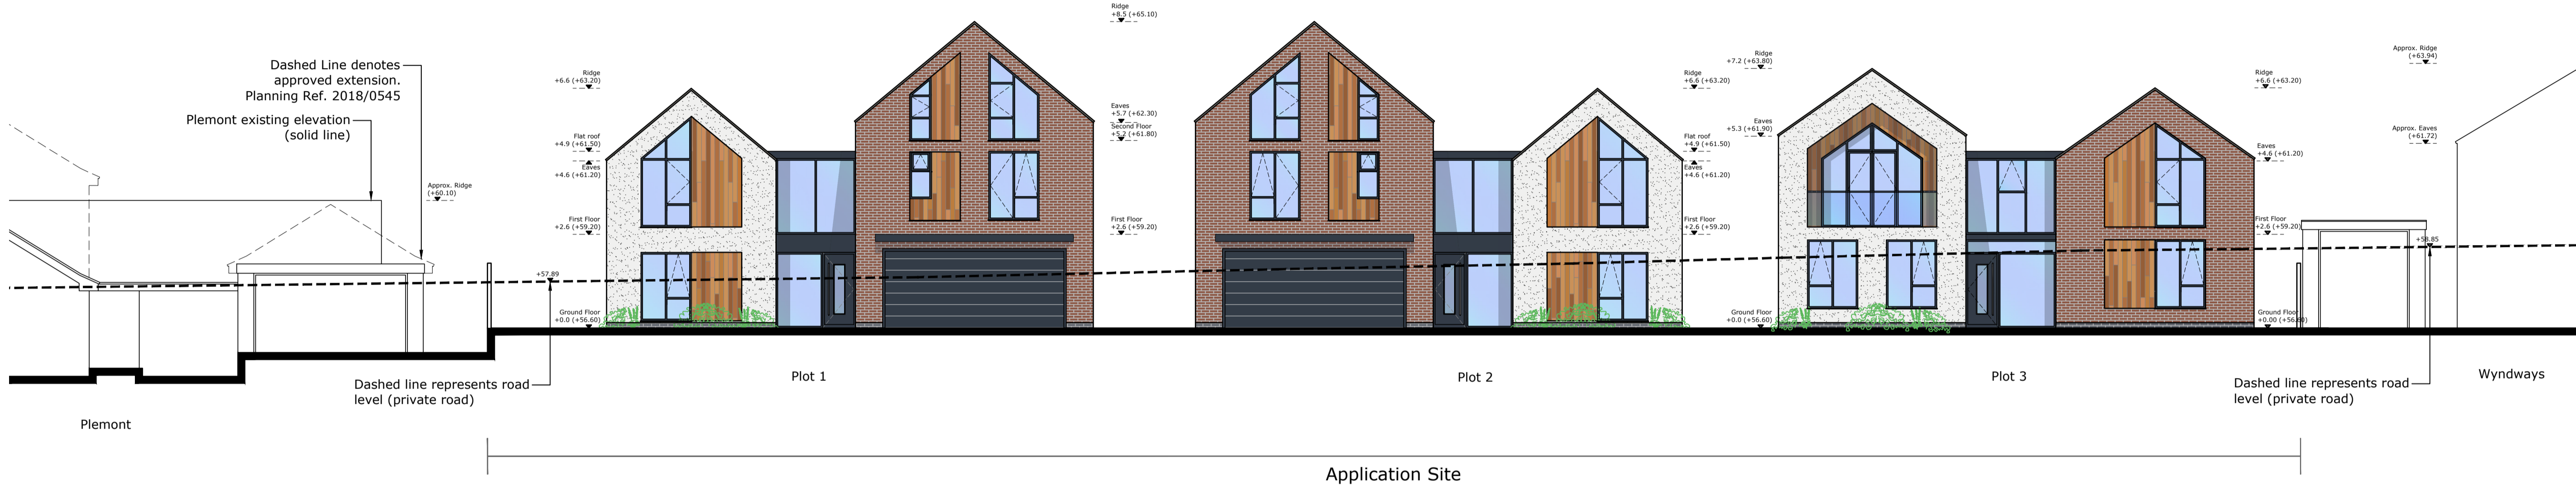 Dashed Line denotes
approved extension.
Planning Ref. 2018/0545
Plemont existing elevation
(solid line)
Approx. Ridge
(+60.10)
+57.89
Dashed line represents road
level (private road)
Plemont
Ridge
+6.6 (+63.20)
Flat roof
+4.9 (+61.50)
Eaves
+4.6 (+61.20)
First Floor
+2.6 (+59.20)
Ground Floor
+0.0 (+56.60)
Plot 1
Ridge
+8.5 (+65.10)
Eaves
+5.7 (+62.30)
Second Floor
+5.2 (+61.80)
First Floor
+2.6 (+59.20)
Plot 2
Ridge
+6.6 (+63.20)
Flat roof
+4.9 (+61.50)
Eaves
+4.6 (+61.20)
First Floor
+2.6 (+59.20)
Ridge
+7.2 (+63.80)
Eaves
+5.3 (+61.90)
Ground Floor
+0.0 (+56.60)
Plot 3
Ridge
+6.6 (+63.20)
Eaves
+4.6 (+61.20)
First Floor
+2.6 (+59.20)
Ground Floor
+0.00 (+56.60)
Approx. Ridge
(+63.94)
Approx. Eaves
(+61.72)
+58.85
Dashed line represents road
level (private road)
Wyndways
Application Site